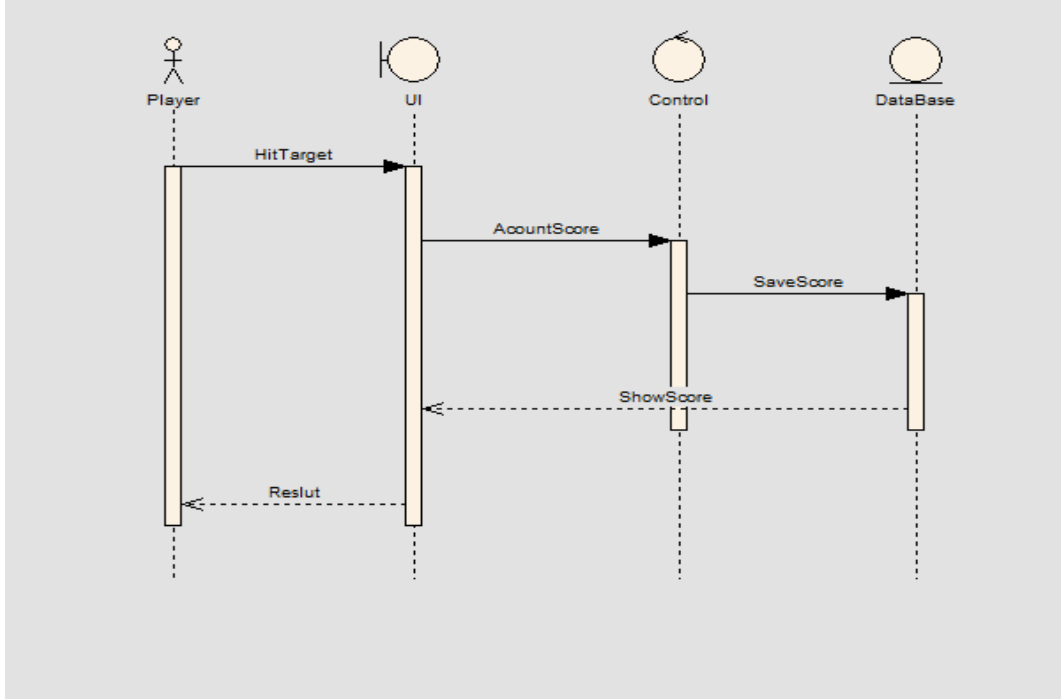 Player
UI
Control
DataBase
HitTarget
AcountScore
SaveScore
ShowScore
Reslut